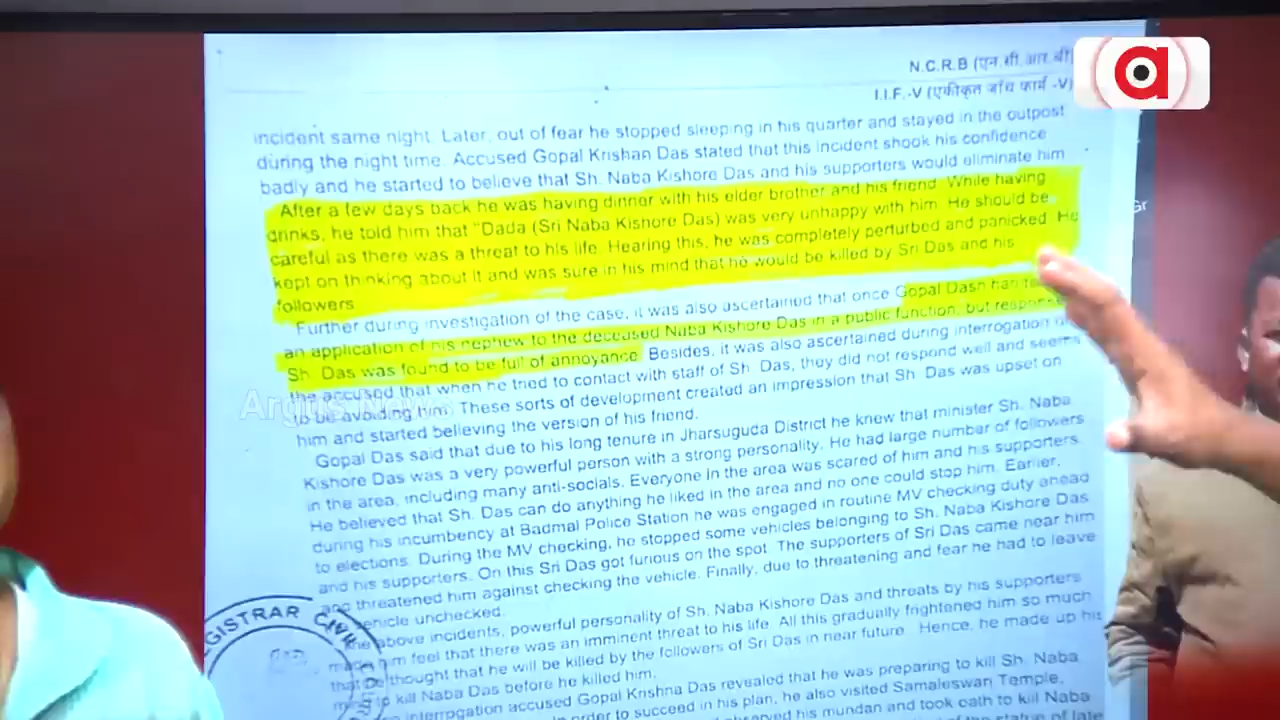 N.C.R.B (एन.सी.आर.बी)
I.I.F.-V (एकीकृत जाँच फार्म -V)
a
incident same night. Later, out of fear he stopped sleeping in his quarter and stayed in the outpost
during the night time. Accused Gopal Krishan Das stated that this incident shook his confidence
badly and he started to believe that Sh. Naba Kishore Das and his supporters would eliminate him
After a few days back he was having dinner with his elder brother and his friend. While having
drinks, he told him that "Dada (Sri Naba Kishore Das) was very unhappy with him. He should be
careful as there was a threat to his life. Hearing this, he was completely perturbed and panicked. He
kept on thinking about it and was sure in his mind that he would be killed by Sri Das and his
followers.
Further during investigation of the case, it was also ascertained that once Gopal Dash had
an application of his nephew to the deceased Naba Kishore Das in a public function, but
Sh. Das was found to be full of annoyance. Besides, it was also ascertained during interrogation of
the accused that when he tried to contact with staff of Sh. Das, they did not respond well and seems
to be avoiding him. These sorts of development created an impression that Sh. Das was upset on
him and started believing the version of his friend.
Gopal Das said that due to his long tenure in Jharsuguda District he knew that minister Sh. Naba
Kishore Das was a very powerful person with a strong personality. He had large number of followers
in the area, including many anti-socials. Everyone in the area was scared of him and his supporters.
He believed that Sh. Das can do anything he liked in the area and no one could stop him. Earlier,
during his incumbency at Badmal Police Station he was engaged in routine MV checking duty ahead
to elections. During the MV checking, he stopped some vehicles belonging to Sh. Naba Kishore Das
and his supporters. On this Sri Das got furious on the spot. The supporters of Sri Das came near him
and threatened him against checking the vehicle. Finally, due to threatening and fear he had to leave
vehicle unchecked.
The above incidents, powerful personality of Sh. Naba Kishore Das and threats by his supporters
made him feel that there was an imminent threat to his life. All this gradually frightened him so much
that he thought that he will be killed by the followers of Sri Das in near future. Hence, he made up his
to kill Naba Das before he killed him.
interrogation accused Gopal Krishna Das revealed that he was preparing to kill Sh. Naba
order to succeed in his plan, he also visited Samaleswari Temple,
observed his mundan and took oath to kill Naba
of the statue of late
Argus News
GISTRAR CIVIL
Gr